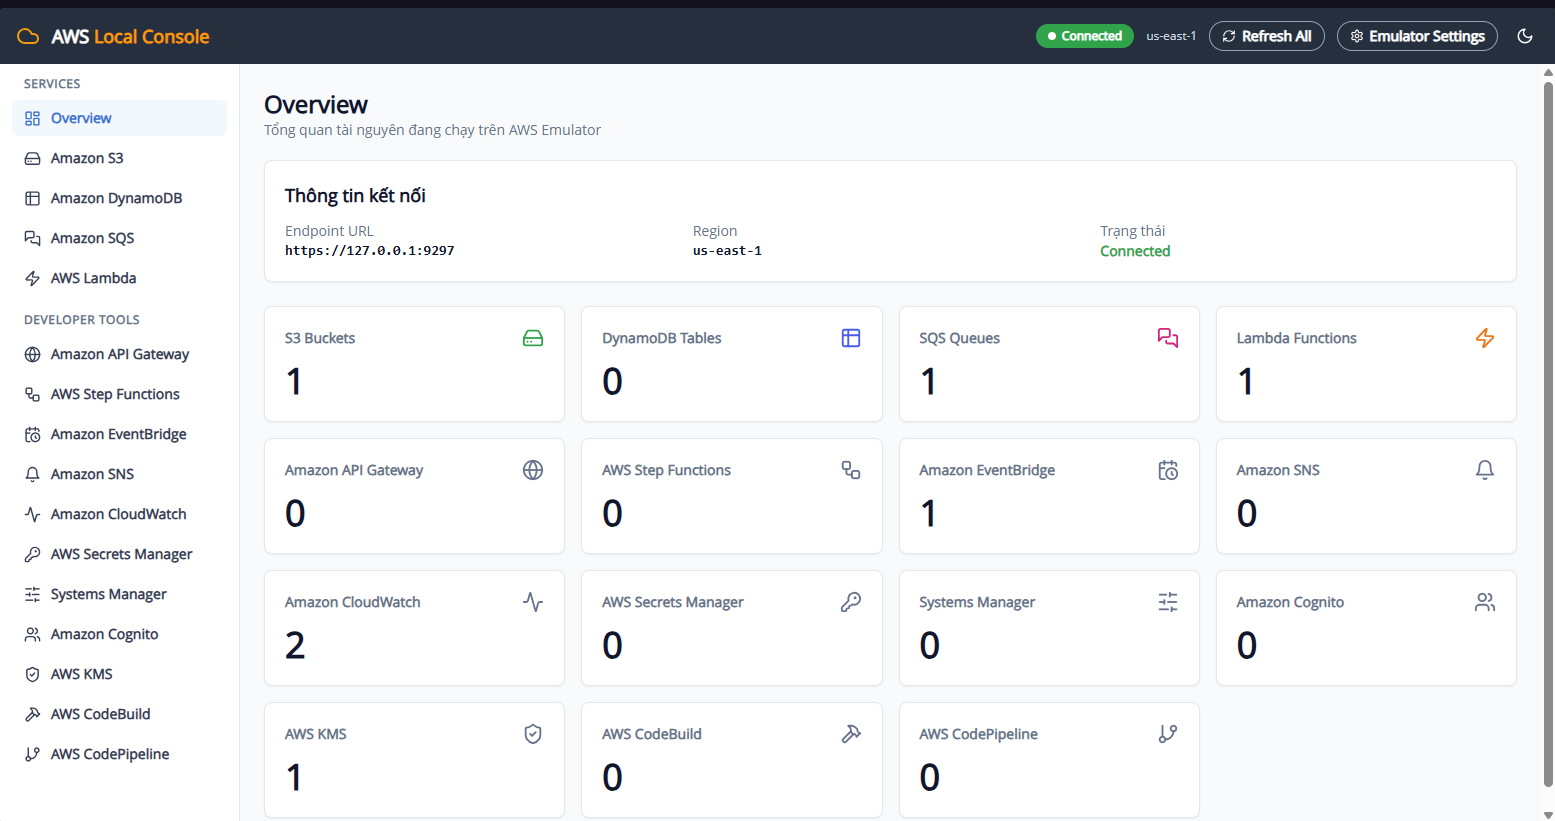 AWS Local Console
Connected
us-east-1
Refresh All
Emulator Settings
SERVICES
Overview
Amazon S3
Amazon DynamoDB
Amazon SQS
AWS Lambda
DEVELOPER TOOLS
Amazon API Gateway
AWS Step Functions
Amazon EventBridge
Amazon SNS
Amazon CloudWatch
AWS Secrets Manager
Systems Manager
Amazon Cognito
AWS KMS
AWS CodeBuild
AWS CodePipeline
Overview
Tổng quan tài nguyên đang chạy trên AWS Emulator
Thông tin kết nối
Endpoint URL
https://127.0.0.1:9297
Region
us-east-1
Trạng thái
Connected
S3 Buckets
1
DynamoDB Tables
0
SQS Queues
1
Lambda Functions
1
Amazon API Gateway
0
AWS Step Functions
0
Amazon EventBridge
1
Amazon SNS
0
Amazon CloudWatch
2
AWS Secrets Manager
0
Systems Manager
0
Amazon Cognito
0
AWS KMS
1
AWS CodeBuild
0
AWS CodePipeline
0